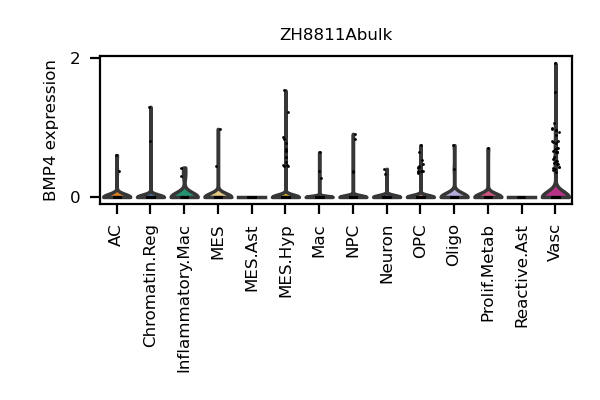 ZH8811Abulk
BMP4 expression
2
0
AC
Chromatin.Reg
Inflammatory.Mac
MES
MES.Ast
MES.Hyp
Mac
NPC
Neuron
OPC
Oligo
Prolif.Metab
Reactive.Ast
Vasc